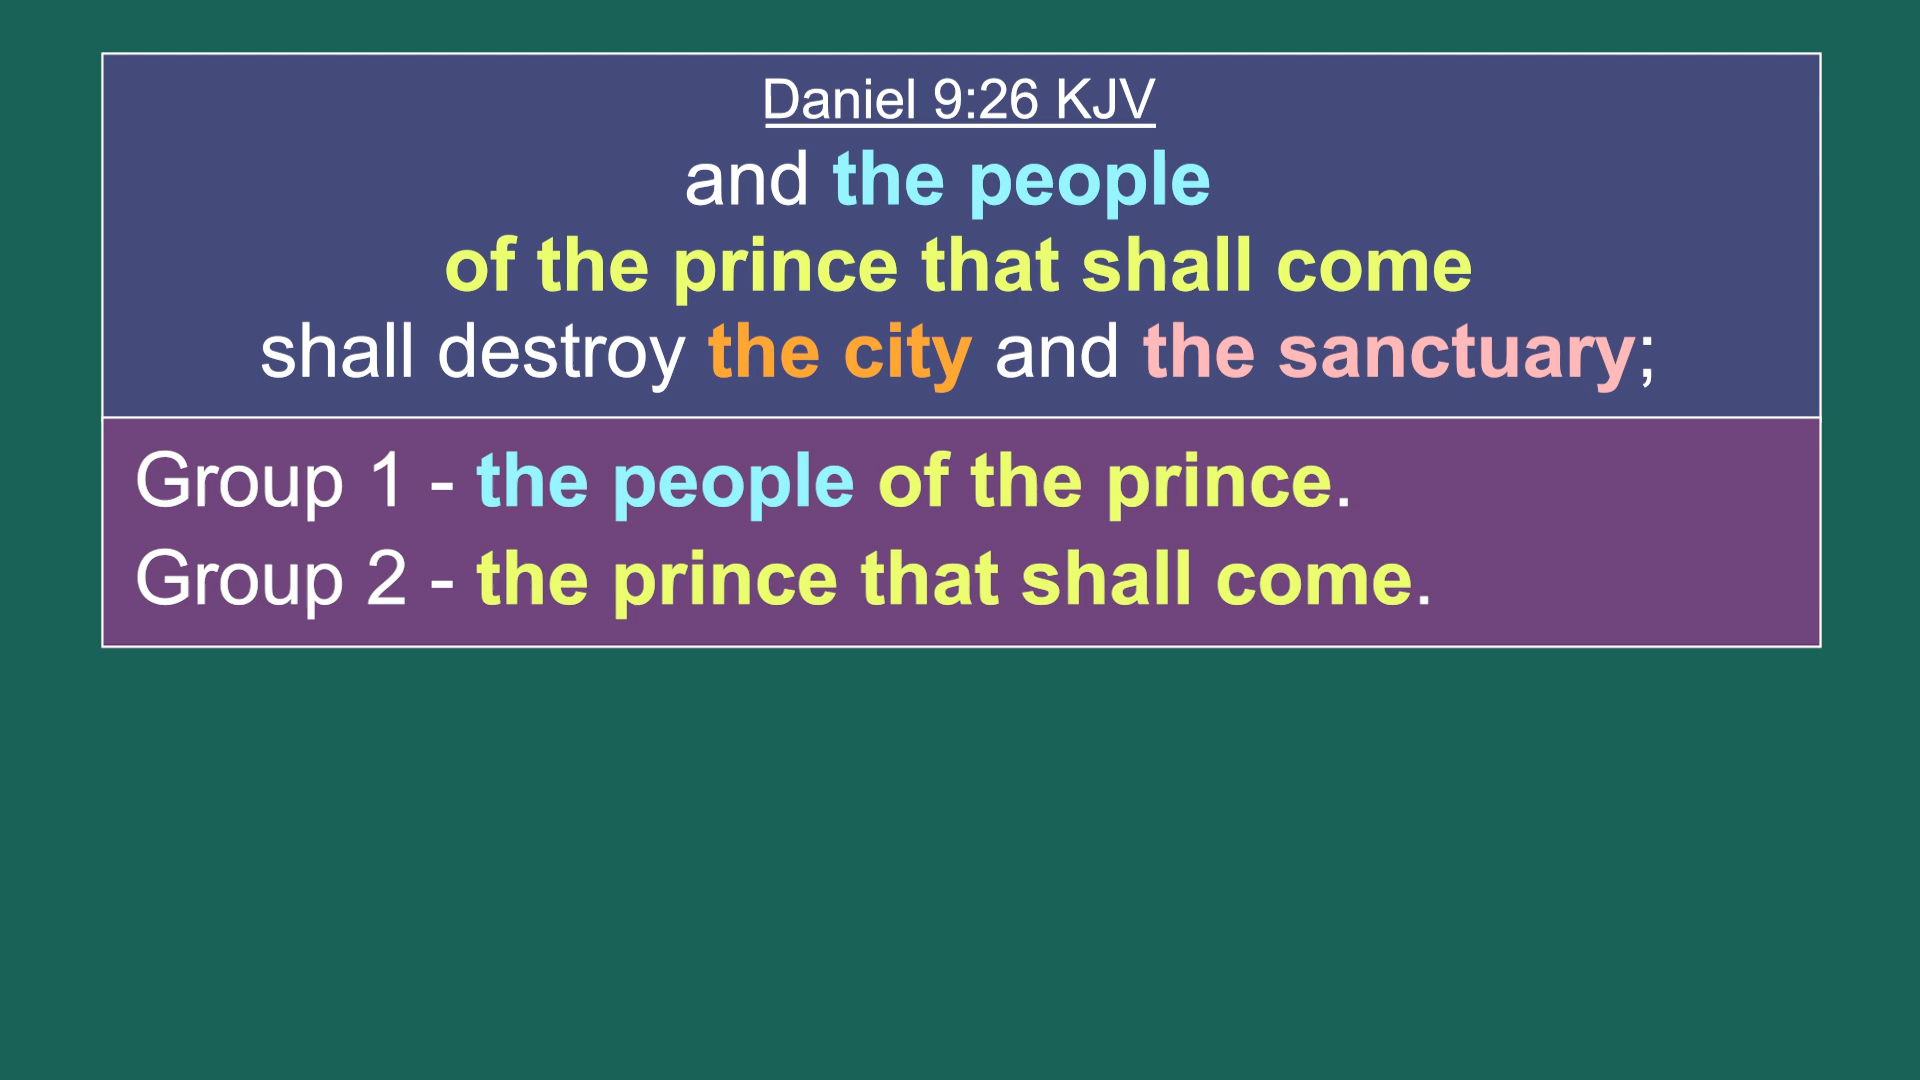 Daniel 9:26 KJV
and the people
of the prince that shall come
shall destroy the city and the sanctuary;
Group 1 - the people of the prince.
Group 2 - the prince that shall come.